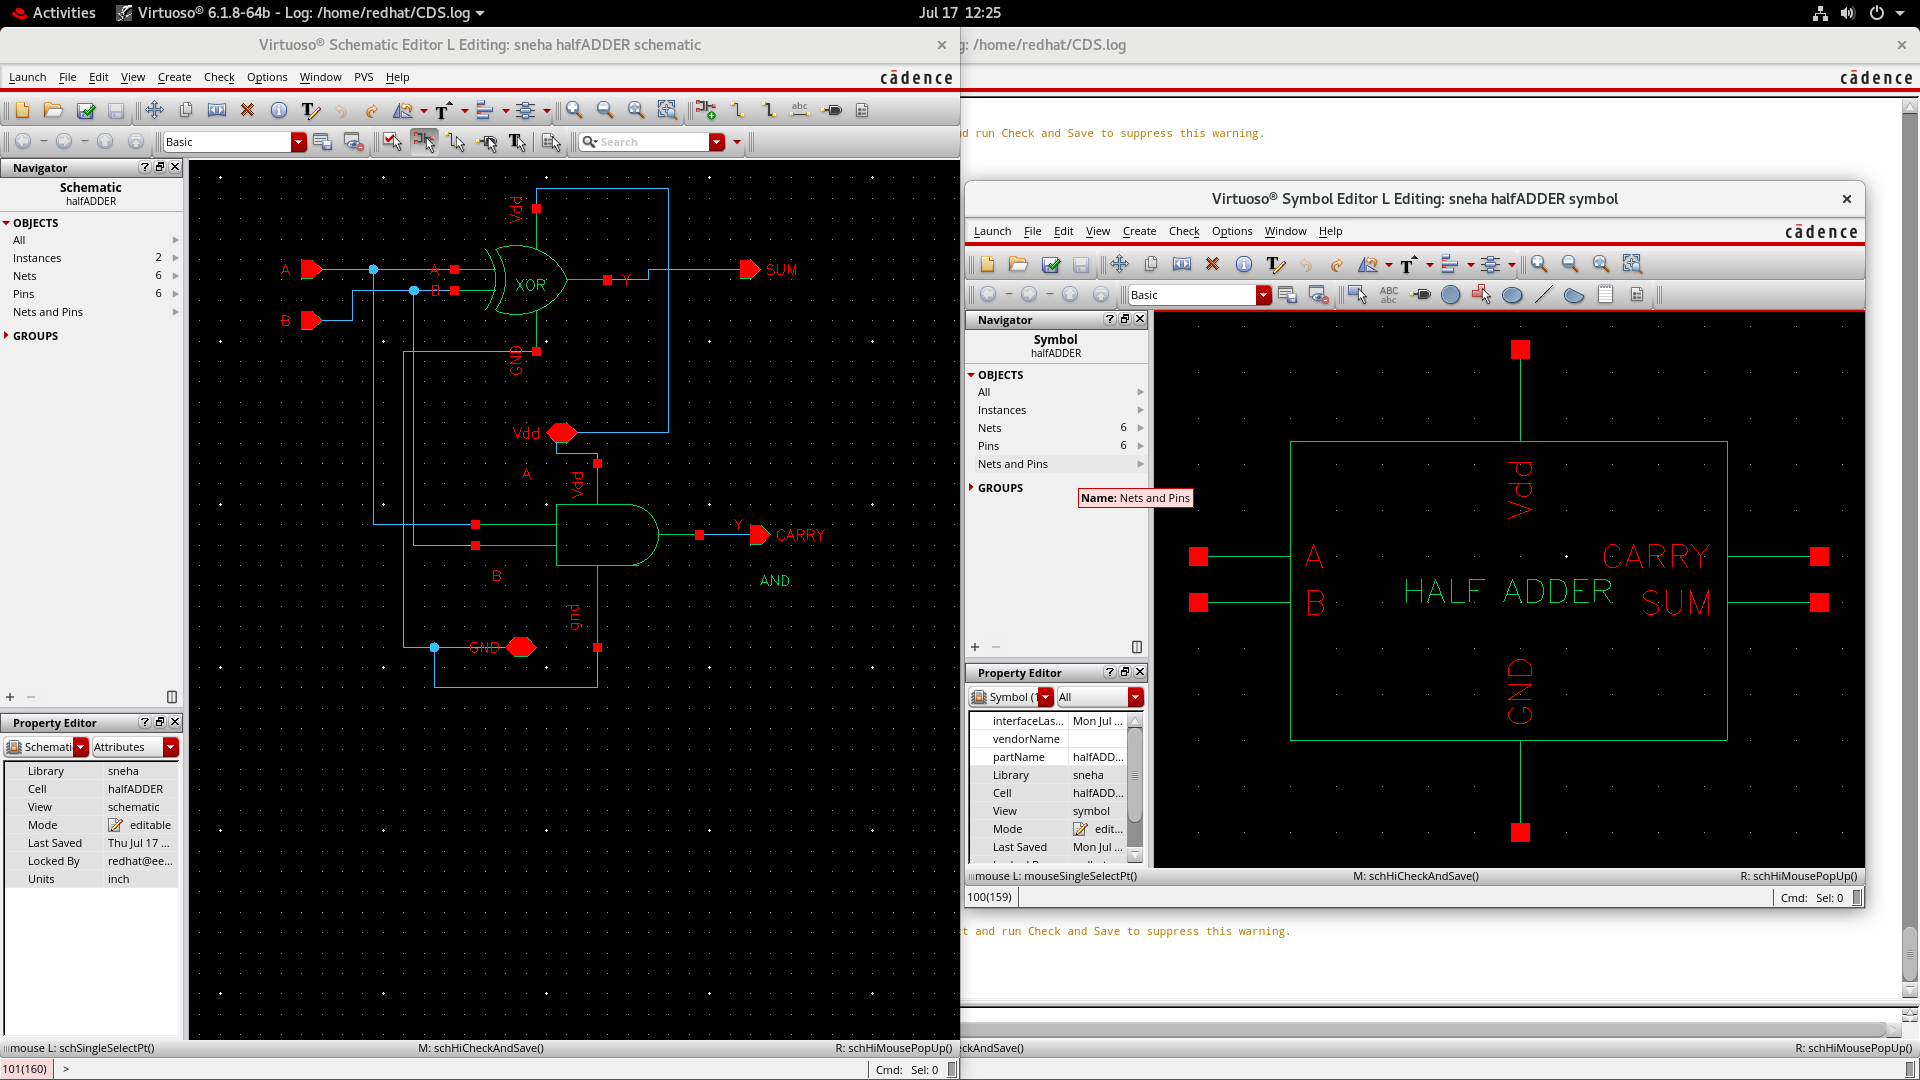 Activities
Virtuoso® 6.1.8-64b - Log: /home/redhat/CDS.log
Jul 17 12:25
Virtuoso® Schematic Editor L Editing: sneha halfADDER schematic
g: /home/redhat/CDS.log
Launch File Edit View Create Check Options Window PVS Help
cādence
cādence
Basic
Search
d run Check and Save to suppress this warning.
Navigator
Schematic
halfADDER
OBJECTS
All
Instances 2
Nets 6
Pins 6
Nets and Pins
GROUPS
Property Editor
Schemati
Attributes
Library sneha
Cell halfADDER
View schematic
Mode editable
Last Saved Thu Jul 17 ...
Locked By redhat@ee...
Units inch
Vdd
A
A
B
XOR
Y
SUM
B
GND
Vdd
A
Vdd
Y
CARRY
B
AND
gnd
GND
mouse L: schSingleSelectPt()
M: schHiCheckAndSave()
R: schHiMousePopUp()
101(160)
>
Cmd: Sel: 0
Virtuoso® Symbol Editor L Editing: sneha halfADDER symbol
Launch File Edit View Create Check Options Window Help
cādence
Basic
abc
ABC
abc
Navigator
Symbol
halfADDER
OBJECTS
All
Instances
Nets 6
Pins 6
Nets and Pins
GROUPS
Name: Nets and Pins
Property Editor
Symbol (
All
interfaceLas... Mon Jul ...
vendorName
partName halfADD...
Library sneha
Cell halfADD...
View symbol
Mode edit...
Last Saved Mon Jul ...
Vdd
A
B
CARRY
HALF ADDER
SUM
GND
mouse L: mouseSingleSelectPt()
M: schHiCheckAndSave()
R: schHiMousePopUp()
100(159)
Cmd: Sel: 0
t and run Check and Save to suppress this warning.
ckAndSave()
R: schHiMousePopUp()